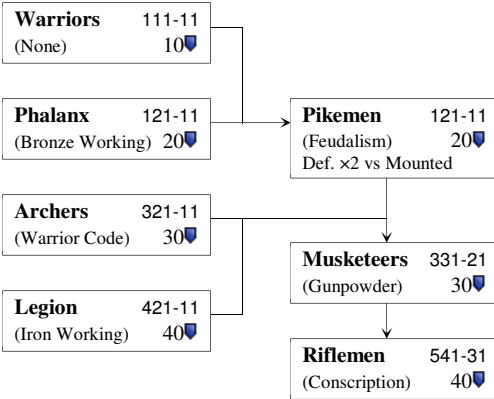 Warriors 111-11
(None) 10
Phalanx 121-11
(Bronze Working) 20
Pikemen 121-11
(Feudalism) 20
Def. ×2 vs Mounted
Archers 321-11
(Warrior Code) 30
Legion 421-11
(Iron Working) 40
Musketeers 331-21
(Gunpowder) 30
Riflemen 541-31
(Conscription) 40